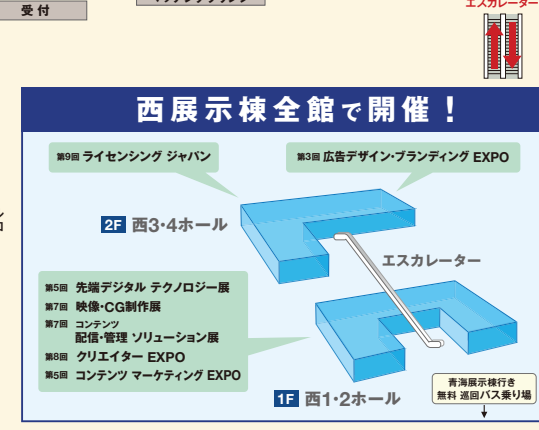 受付
エスカレーター
西展示棟全館で開催！
第9回 ライセンシング ジャパン
第3回 広告デザイン・ブランディング EXPO
2F 西3・4ホール
エスカレーター
第5回 先端デジタル テクノロジー展
第7回 映像・CG制作展
第7回 コンテンツ
配信・管理 ソリューション展
第8回 クリエイター EXPO
第5回 コンテンツ マーケティング EXPO
1F 西1・2ホール
青海展示棟行き
無料 巡回バス乗り場